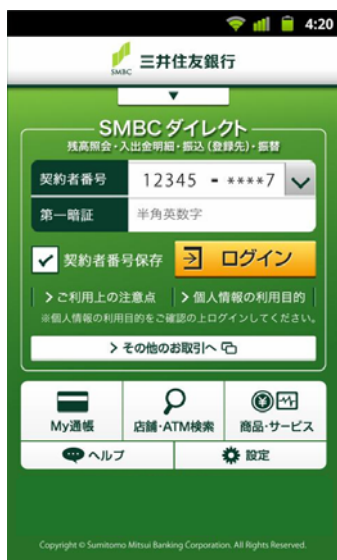 4:20
SMBC 三井住友銀行
▼
SMBCダイレクト
残高照会・入出金明細・振込(登録先)・振替
契約者番号 12345 - ****7
第一暗証 半角英数字
契約者番号保存 ログイン
>ご利用上の注意点 >個人情報の利用目的
※個人情報の利用目的をご確認の上ログインしてください。
>その他のお取引へ
My通帳 店舗・ATM検索 商品・サービス
ヘルプ 設定
Copyright © Sumitomo Mitsui Banking Corporation. All Rights Reserved.